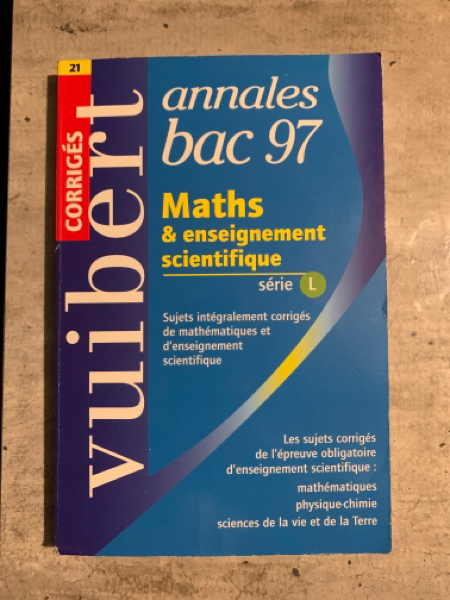 21
CORRIGÉS
vuibert
annales
bac 97
Maths
& enseignement
scientifique
série L
Sujets intégralement corrigés
de mathématiques et
d'enseignement
scientifique
Les sujets corrigés
de l'épreuve obligatoire
d'enseignement scientifique :
mathématiques
physique-chimie
sciences de la vie et de la Terre